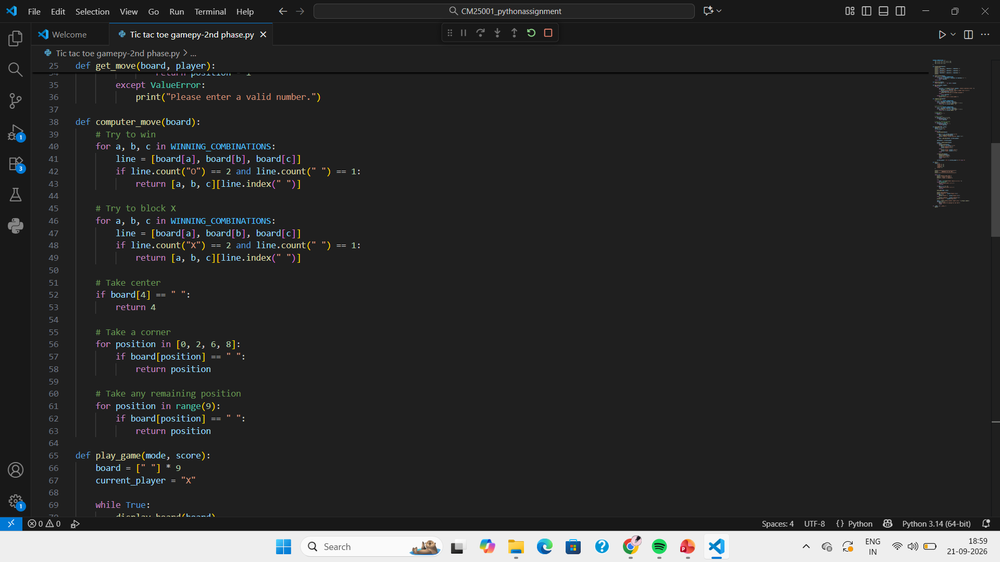 File Edit Selection View Go Run Terminal Help
CM25001_pythonassignment
Welcome
Tic tac toe gamepy-2nd phase.py
Tic tac toe gamepy-2nd phase.py > ...
25 def get_move(board, player):
34 return position - 1
35 except ValueError:
36 print("Please enter a valid number.")
37
38 def computer_move(board):
39 # Try to win
40 for a, b, c in WINNING_COMBINATIONS:
41 line = [board[a], board[b], board[c]]
42 if line.count("O") == 2 and line.count(" ") == 1:
43 return [a, b, c][line.index(" ")]
44
45 # Try to block X
46 for a, b, c in WINNING_COMBINATIONS:
47 line = [board[a], board[b], board[c]]
48 if line.count("X") == 2 and line.count(" ") == 1:
49 return [a, b, c][line.index(" ")]
50
51 # Take center
52 if board[4] == " ":
53 return 4
54
55 # Take a corner
56 for position in [0, 2, 6, 8]:
57 if board[position] == " ":
58 return position
59
60 # Take any remaining position
61 for position in range(9):
62 if board[position] == " ":
63 return position
64
65 def play_game(mode, score):
66 board = [" "] * 9
67 current_player = "X"
68
69 while True:
70 display_board(board)
1
3
1
0 0 Spaces: 4 UTF-8 {} Python Python 3.14 (64-bit)
Search
ENG
IN
18:59
21-09-2026